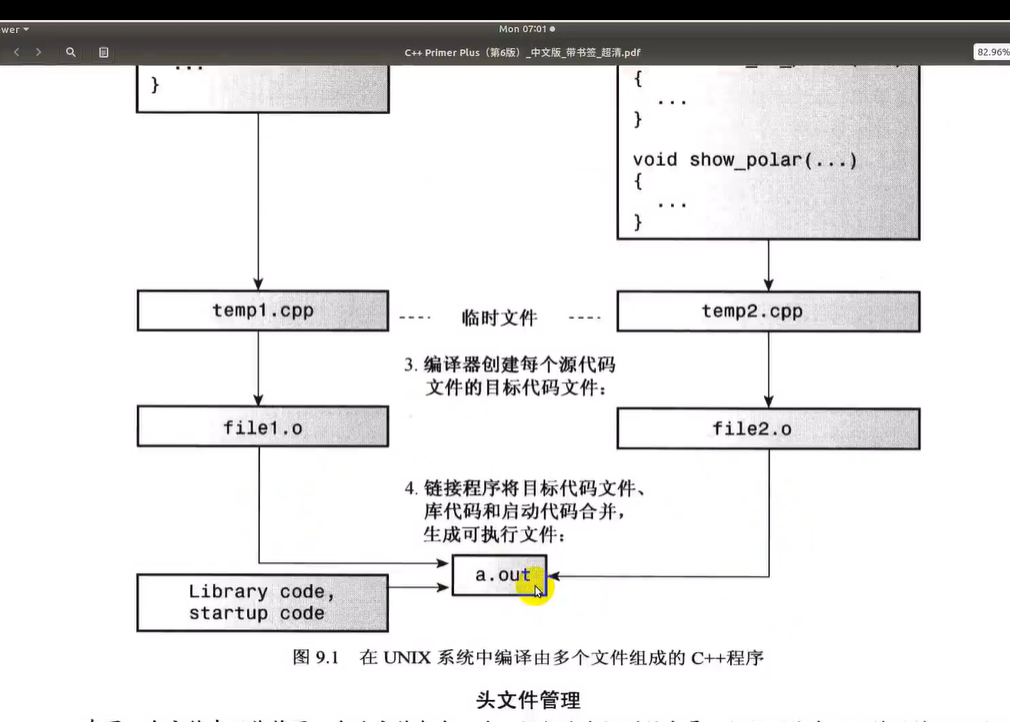 wer
Mon 07:01
C++ Primer Plus（第6版）_中文版_带书签_超清.pdf
82.96%
...
}
{
...
}
void show_polar(...)
{
...
}
temp1.cpp
---- 临时文件 ----
temp2.cpp
3. 编译器创建每个源代码
文件的目标代码文件：
file1.o
file2.o
4. 链接程序将目标代码文件、
库代码和启动代码合并，
生成可执行文件：
a.out
Library code,
startup code
图 9.1 在 UNIX 系统中编译由多个文件组成的 C++程序
头文件管理